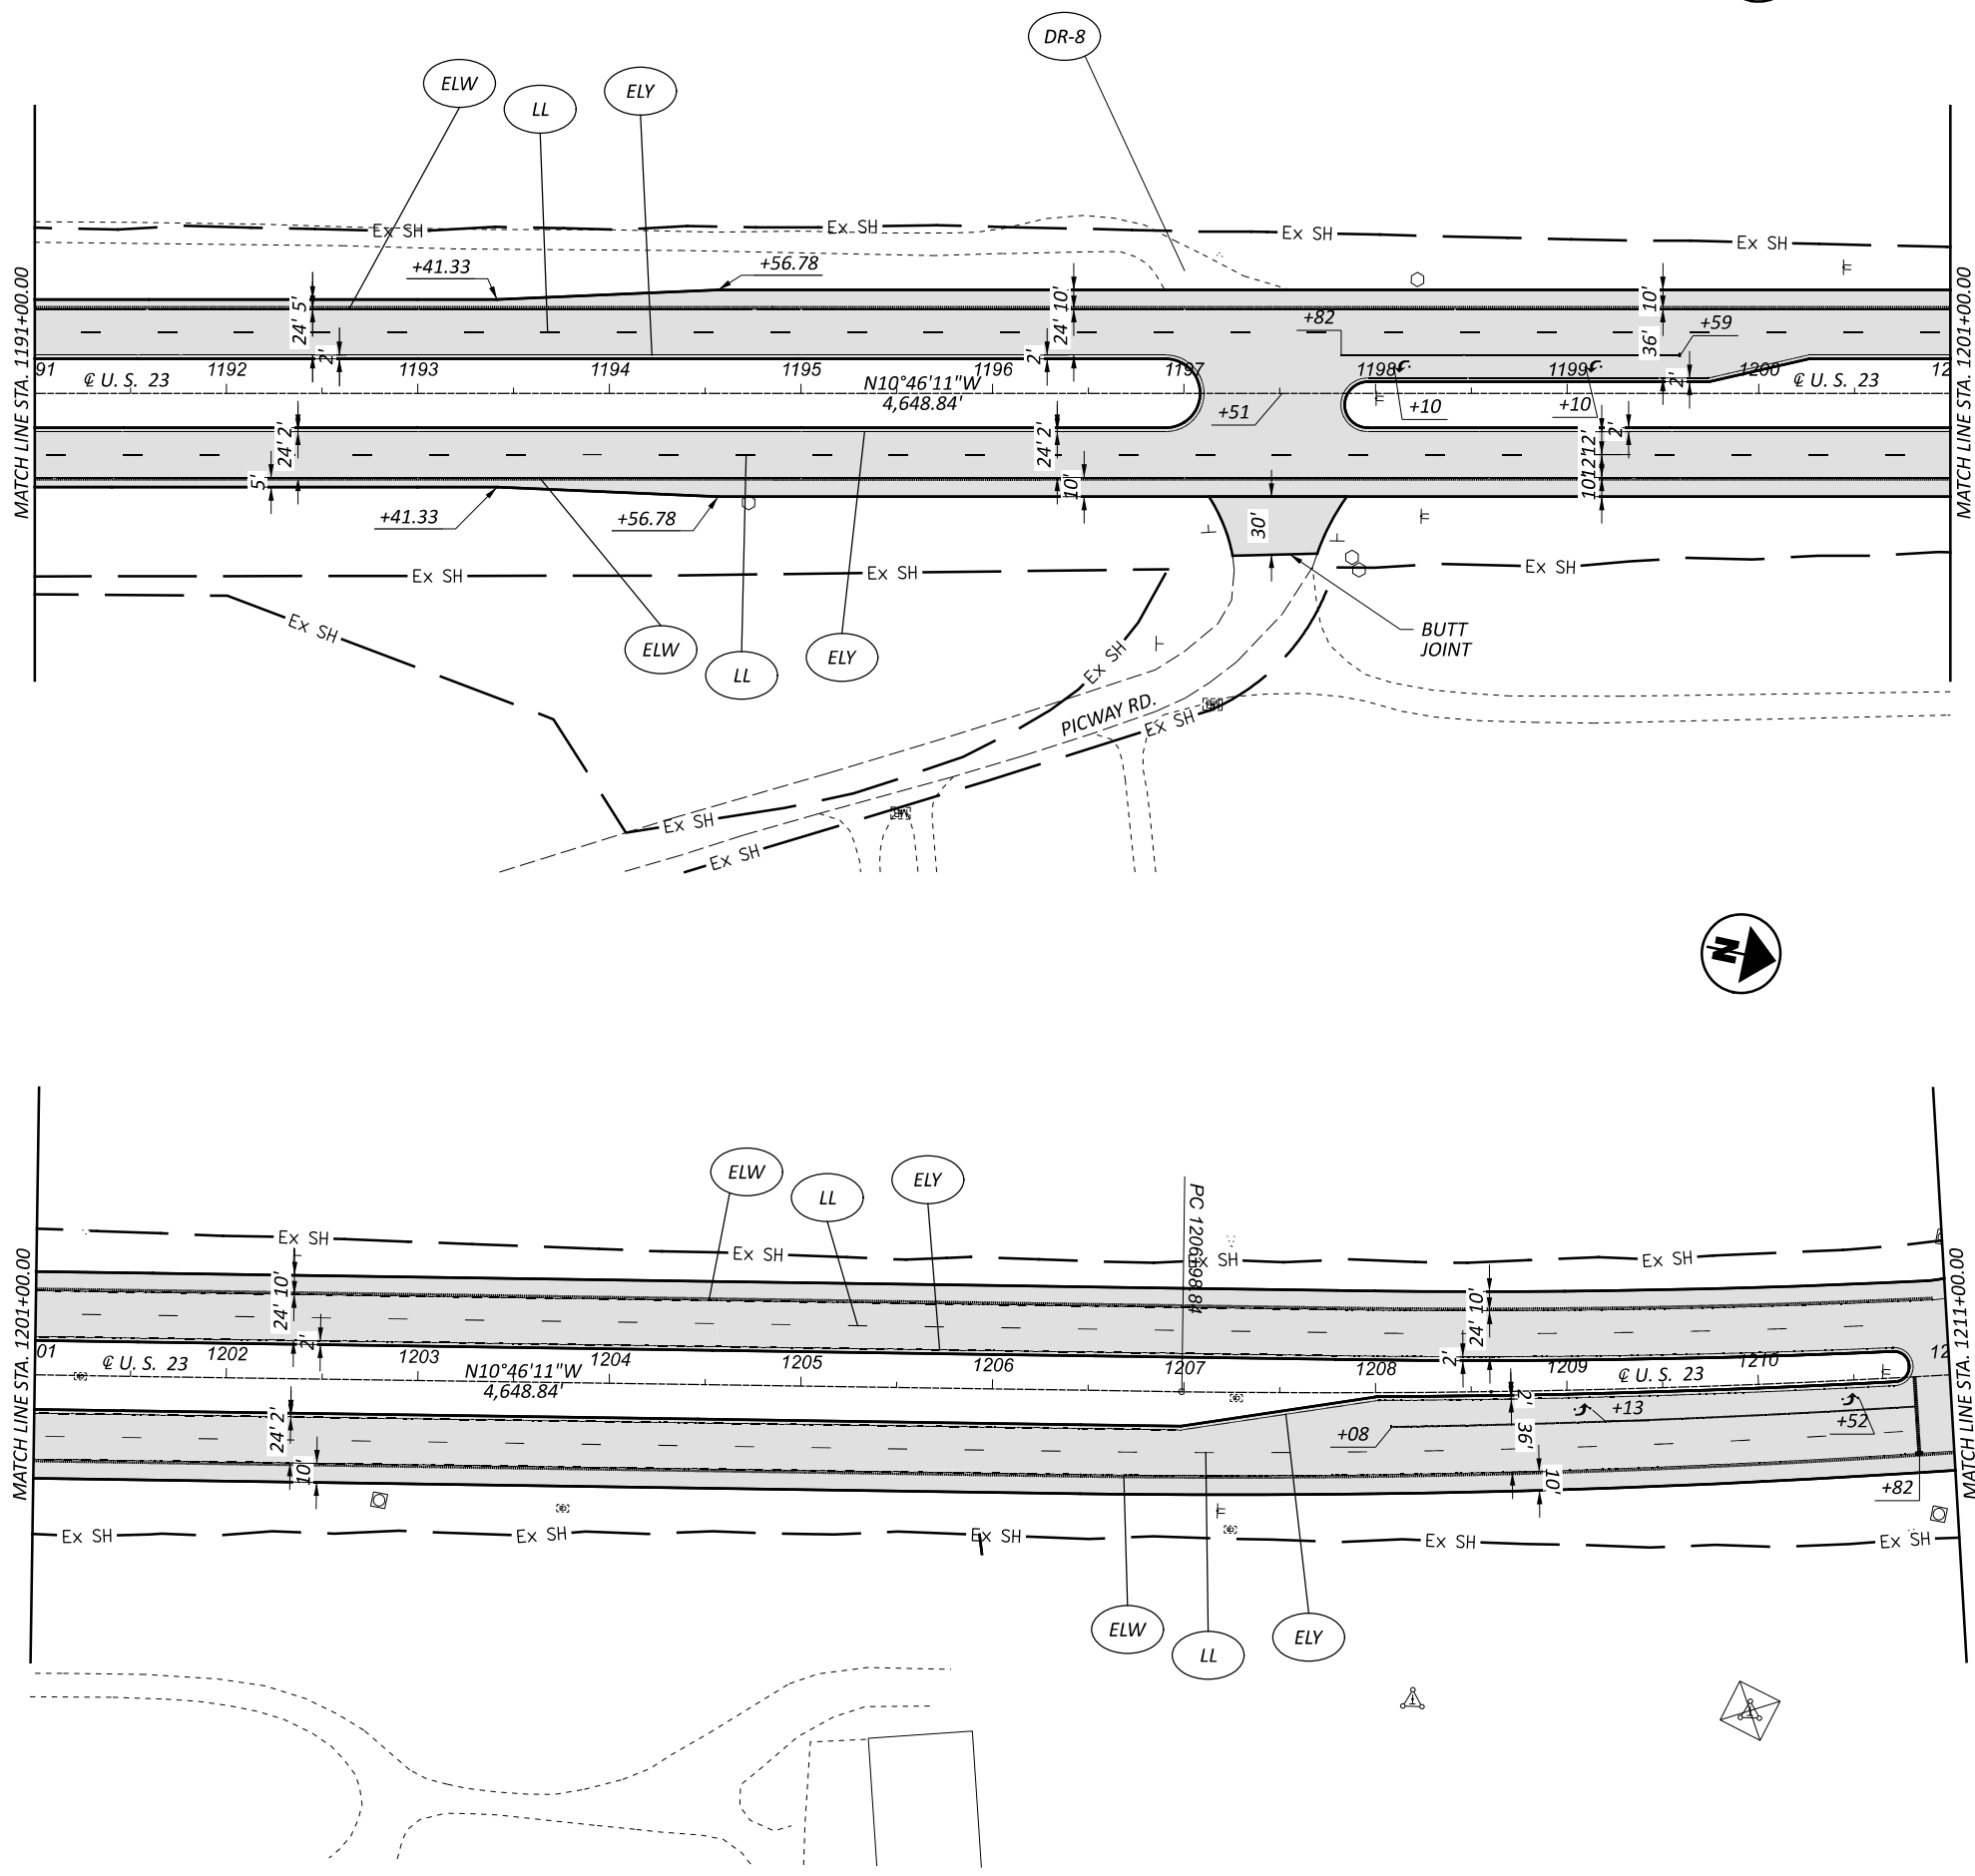 DR-8
ELW
LL
ELY
Ex SH
Ex SH
Ex SH
Ex SH
+41.33
+56.78
MATCH LINE STA. 1191+00.00
MATCH LINE STA. 1201+00.00
24' 5'
2'
24' 10'
2'
+82
36' 10'
+59
2'
91
1192
1193
1194
1195
1196
1197
1198
1199
1200
12
℄ U. S. 23
N10°46'11"W
4,648.84'
℄ U. S. 23
+51
+10
+10
24' 2'
5'
24' 2'
10'
10'12'12'
2'
+41.33
+56.78
30'
Ex SH
Ex SH
Ex SH
Ex SH
BUTT
JOINT
ELW
LL
ELY
Ex SH
PICWAY RD.
Ex SH
Ex SH
Ex SH
N
ELW
LL
ELY
PC 1206+98.84
Ex SH
Ex SH
Ex SH
Ex SH
MATCH LINE STA. 1201+00.00
MATCH LINE STA. 1211+00.00
24' 10'
2'
24' 10'
2'
01
1202
1203
1204
1205
1206
1207
1208
1209
1210
12
℄ U. S. 23
N10°46'11"W
4,648.84'
℄ U. S. 23
24' 2'
10'
2'
36'
10'
+08
+13
+52
+82
Ex SH
Ex SH
Ex SH
Ex SH
Ex SH
ELW
LL
ELY